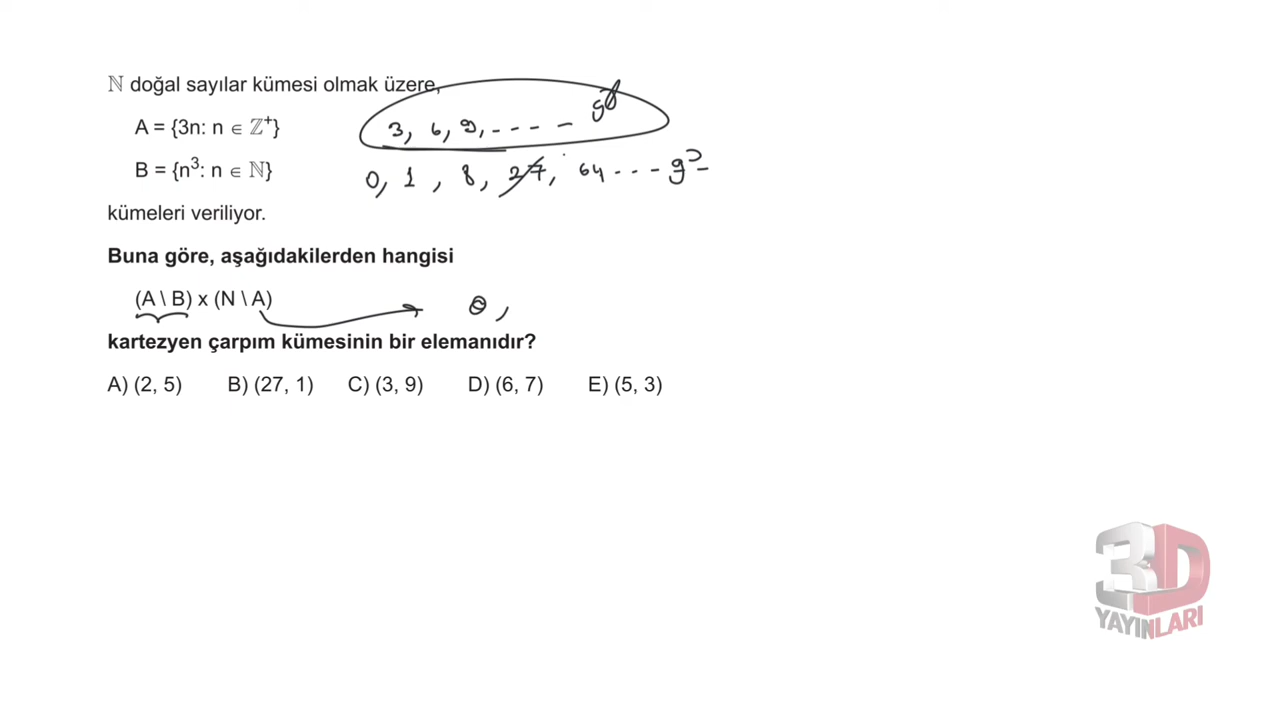 ℕ doğal sayılar kümesi olmak üzere,
A = {3n: n ∈ ℤ⁺} 3, 6, 9, - - - -
B = {n³: n ∈ ℕ} 0, 1, 8, 27, 64 - - - 9³ -
kümeleri veriliyor.
Buna göre, aşağıdakilerden hangisi
(A \ B) x (N \ A) 0,
kartezyen çarpım kümesinin bir elemanıdır?
A) (2, 5) B) (27, 1) C) (3, 9) D) (6, 7) E) (5, 3)
3D
YAYINLARI